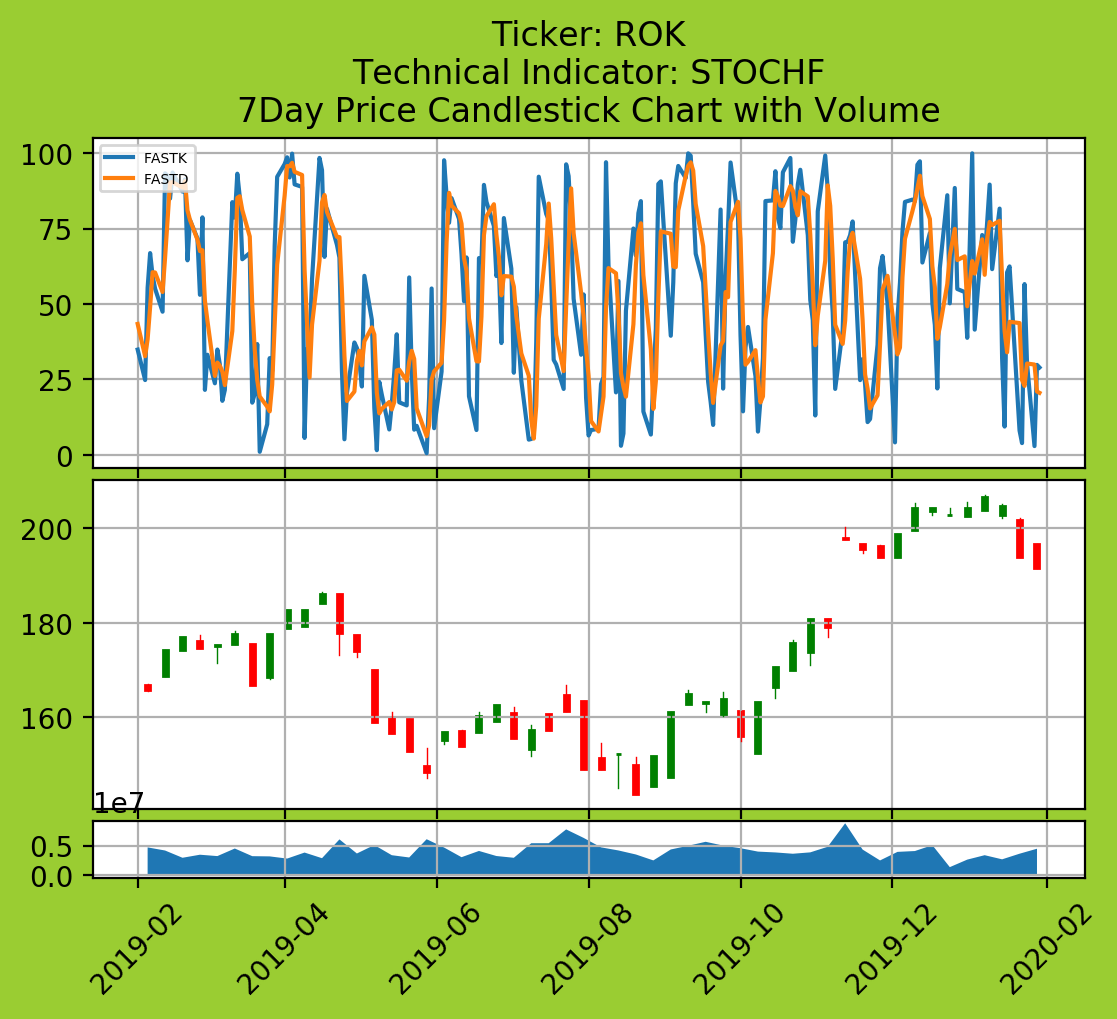 Ticker: ROK
Technical Indicator: STOCHF
7Day Price Candlestick Chart with Volume
100
75
50
25
0
FASTK
FASTD
200
180
160
1e7
0.5
0.0
2019-02
2019-04
2019-06
2019-08
2019-10
2019-12
2020-02